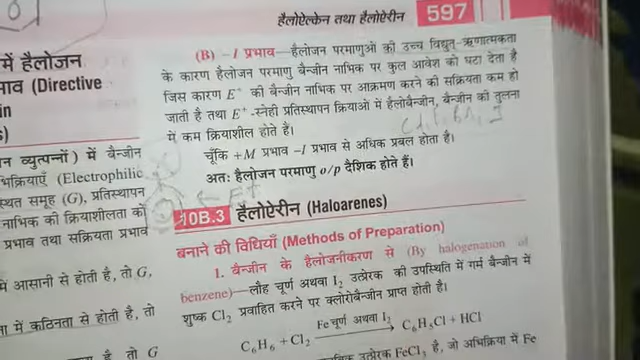 हैलोऐल्केन तथा हैलोऐरीन 597
में हैलोजन
भाव (Directive
in
s)
न व्युत्पन्नों) में बैन्जीन
भिक्रियाएँ (Electrophilic
स्थत समूह (G), प्रतिस्थापन
नाभिक की क्रियाशीलता को
प्रभाव तथा सक्रियता प्रभाव
में आसानी से होती है, तो G,
ा में कठिनता से होती है, तो
है, तो G
(B) – I प्रभाव—हैलोजन परमाणुओं की उच्च विद्युत्-ऋणात्मकता
के कारण हैलोजन परमाणु बैन्जीन नाभिक पर कुल आवेश को घटा देता है
जिस कारण E⁺ की बैन्जीन नाभिक पर आक्रमण करने की सक्रियता कम हो
जाती है तथा E⁺-स्नेही प्रतिस्थापन क्रियाओं में हैलोबैन्जीन, बैन्जीन की तुलना
में कम क्रियाशील होते हैं।
चूँकि +M प्रभाव –I प्रभाव से अधिक प्रबल होता है।
अतः हैलोजन परमाणु o/p दैशिक होते हैं।
E+
10B.3 हैलोऐरीन (Haloarenes)
बनाने की विधियाँ (Methods of Preparation)
1. बैन्जीन के हैलोजनीकरण से (By halogenation of
benzene)—लौह चूर्ण अथवा I₂ उत्प्रेरक की उपस्थिति में गर्म बैन्जीन में
शुष्क Cl₂ प्रवाहित करने पर क्लोरोबैन्जीन प्राप्त होती है।
Fe चूर्ण अथवा I₂
C₆H₆ + Cl₂ ⟶ C₆H₅Cl + HCl
उत्प्रेरक FeCl₃ है, जो अभिक्रिया में Fe